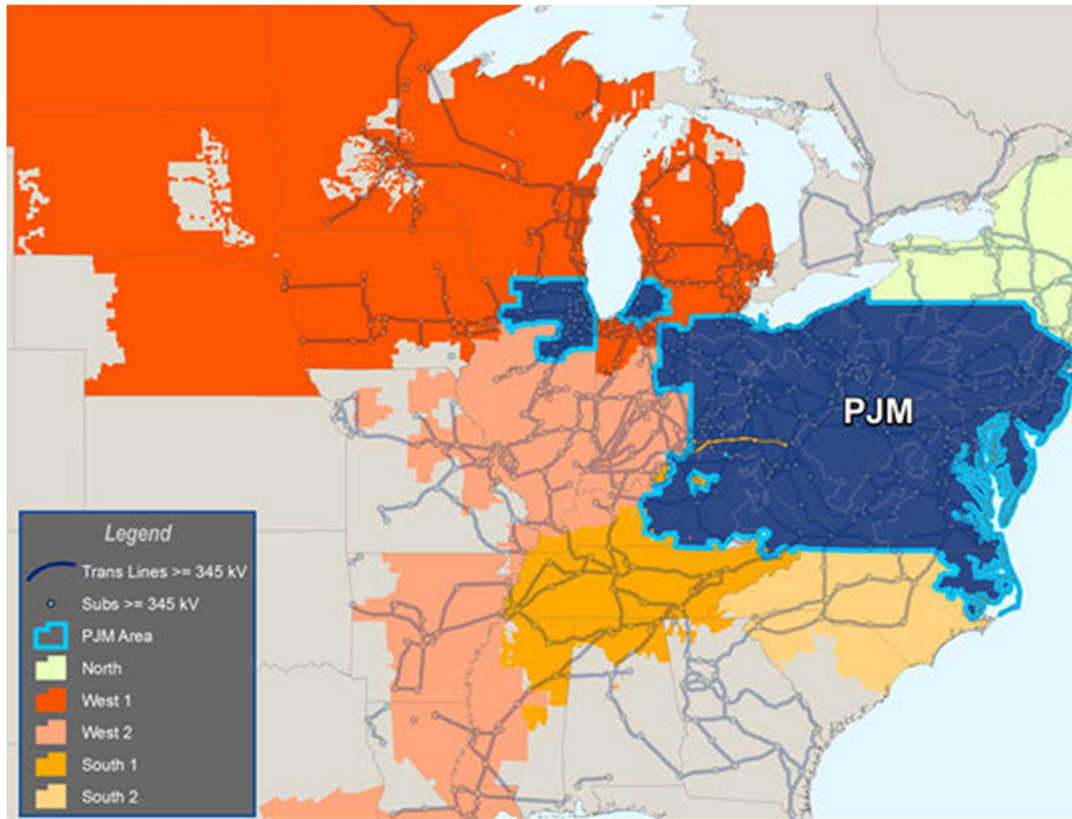 PJM
Legend
Trans Lines >= 345 kV
Subs >= 345 kV
PJM Area
North
West 1
West 2
South 1
South 2